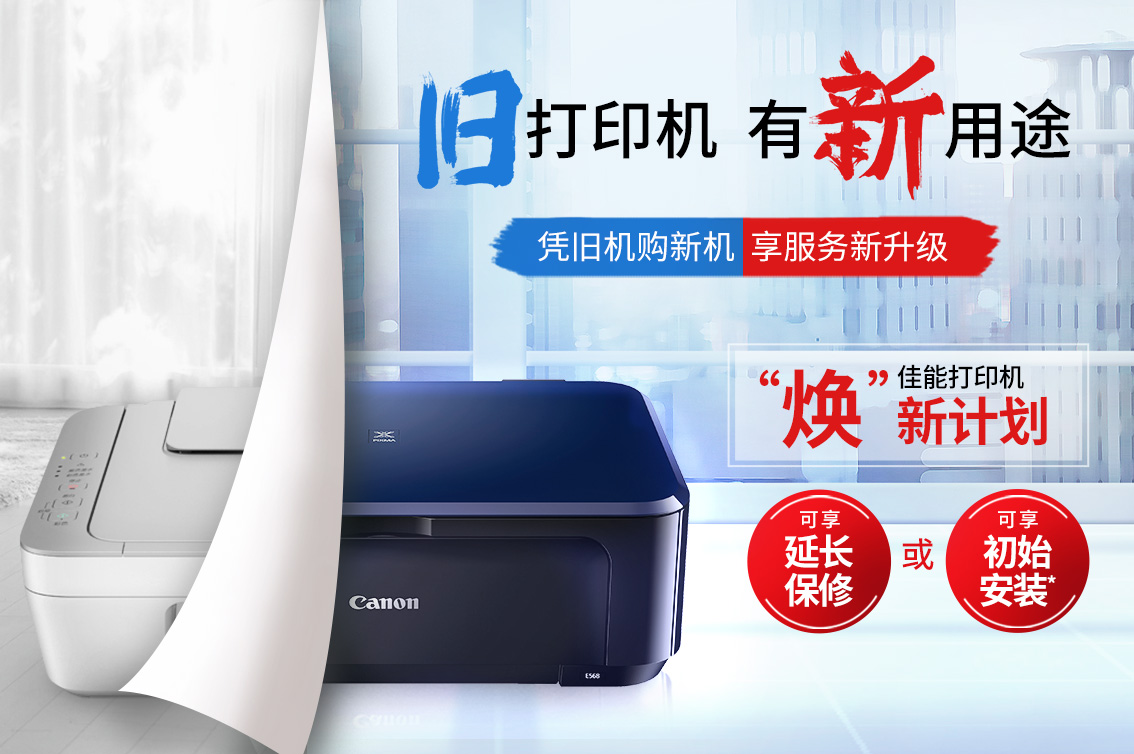 旧打印机 有新用途
凭旧机购新机 享服务新升级
“焕” 佳能打印机
新计划
可享
延长
保修
或
可享
初始
安装*
PIXMA
Canon
E568